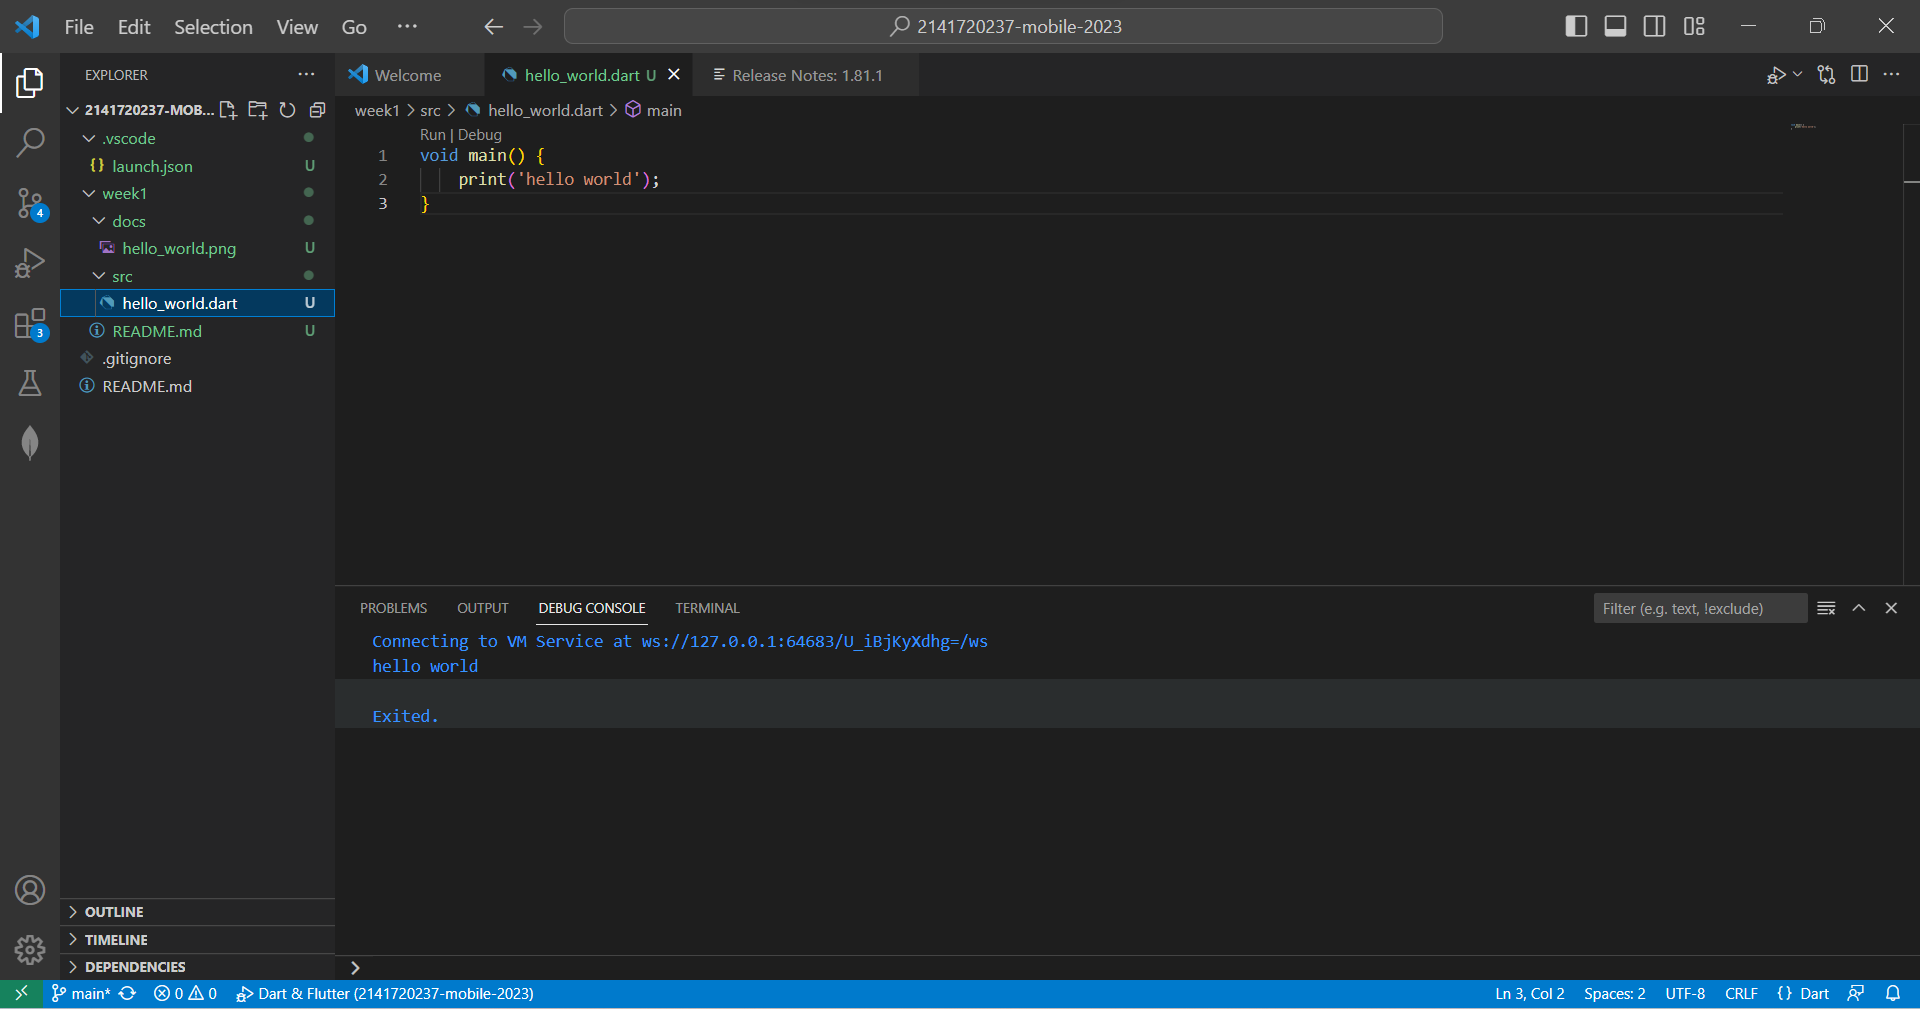 File Edit Selection View Go ···
2141720237-mobile-2023
EXPLORER
Welcome
hello_world.dart U
Release Notes: 1.81.1
2141720237-MOB...
week1 > src > hello_world.dart > main
.vscode
launch.json U
week1
docs
hello_world.png U
src
hello_world.dart U
README.md U
.gitignore
README.md
4
3
Run | Debug
1 void main() {
2 print('hello world');
3 }
PROBLEMS OUTPUT DEBUG CONSOLE TERMINAL
Filter (e.g. text, !exclude)
Connecting to VM Service at ws://127.0.0.1:64683/U_iBjKyXdhg=/ws
hello world
Exited.
OUTLINE
TIMELINE
DEPENDENCIES
main* 0 0 Dart & Flutter (2141720237-mobile-2023) Ln 3, Col 2 Spaces: 2 UTF-8 CRLF {} Dart